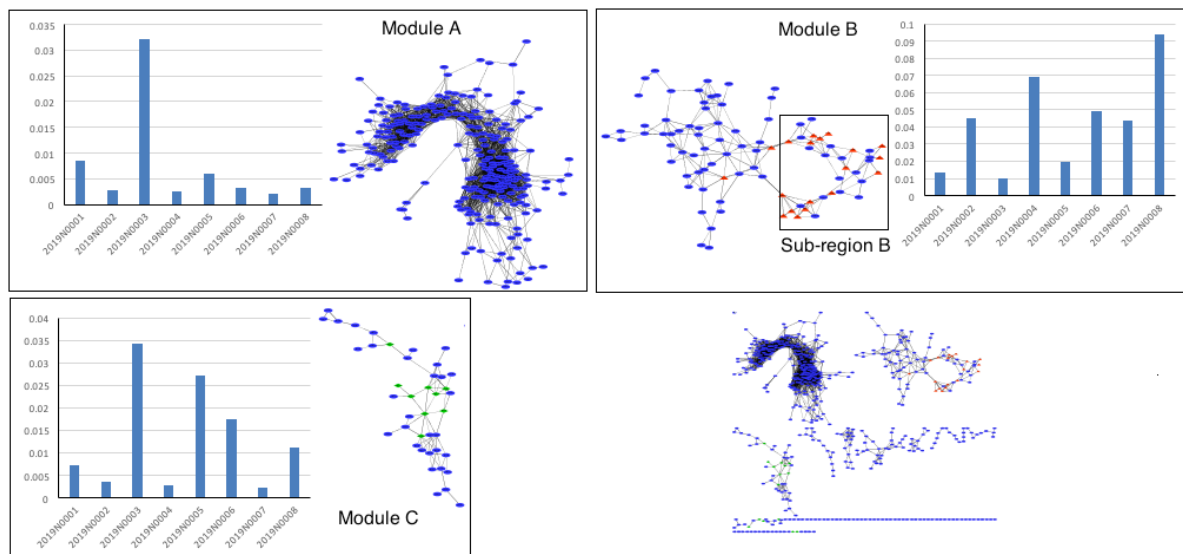 Module A
0.035
0.03
0.025
0.02
0.015
0.01
0.005
0
2019N0001
2019N0002
2019N0003
2019N0004
2019N0005
2019N0006
2019N0007
2019N0008
Module B
Sub-region B
0.1
0.09
0.08
0.07
0.06
0.05
0.04
0.03
0.02
0.01
0
2019N0001
2019N0002
2019N0003
2019N0004
2019N0005
2019N0006
2019N0007
2019N0008
0.04
0.035
0.03
0.025
0.02
0.015
0.01
0.005
0
2019N0001
2019N0002
2019N0003
2019N0004
2019N0005
2019N0006
2019N0007
2019N0008
Module C